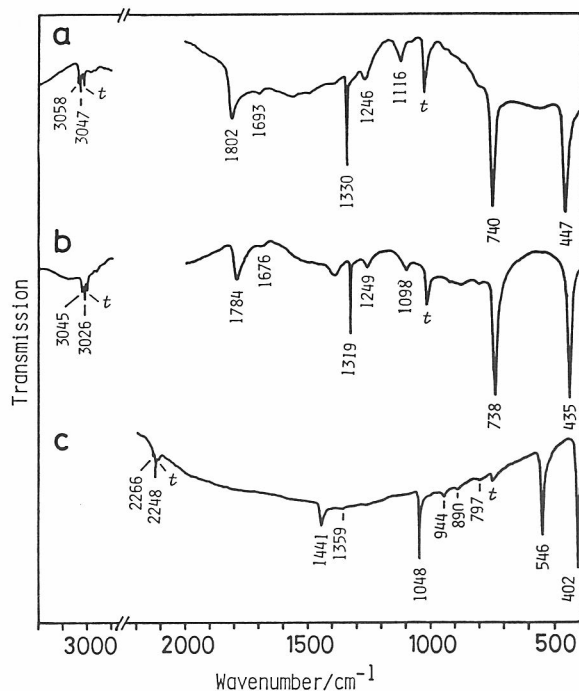 a
3058
3047
t
1802
1693
1330
1246
1116
t
740
447
b
3045
3026
t
1784
1676
1319
1249
1098
t
738
435
c
2266
2248
t
1441
1359
1048
944
890
797
t
546
402
Transmission
3000 2000 1500 1000 500
Wavenumber/cm⁻¹